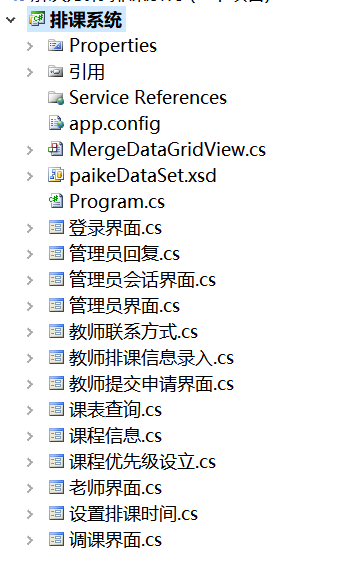 排课系统
Properties
引用
Service References
app.config
MergeDataGridView.cs
paikeDataSet.xsd
Program.cs
登录界面.cs
管理员回复.cs
管理员会话界面.cs
管理员界面.cs
教师联系方式.cs
教师排课信息录入.cs
教师提交申请界面.cs
课表查询.cs
课程信息.cs
课程优先级设立.cs
老师界面.cs
设置排课时间.cs
调课界面.cs